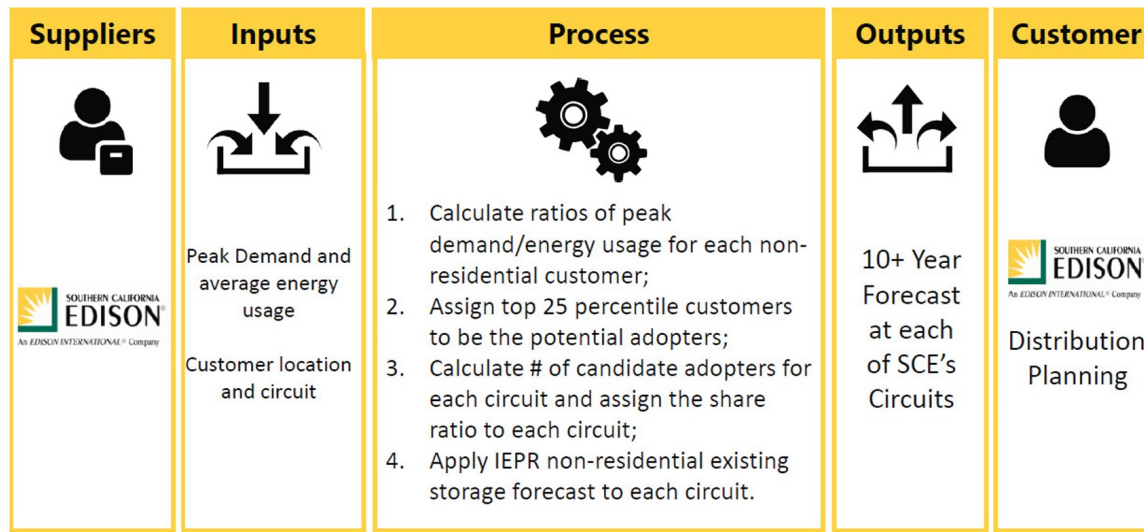 Suppliers
SOUTHERN CALIFORNIA
EDISON®
An EDISON INTERNATIONAL® Company
Inputs
Peak Demand and
average energy
usage
Customer location
and circuit
Process
1. Calculate ratios of peak
demand/energy usage for each non-
residential customer;
2. Assign top 25 percentile customers
to be the potential adopters;
3. Calculate # of candidate adopters for
each circuit and assign the share
ratio to each circuit;
4. Apply IEPR non-residential existing
storage forecast to each circuit.
Outputs
10+ Year
Forecast
at each
of SCE’s
Circuits
Customer
SOUTHERN CALIFORNIA
EDISON
An EDISON INTERNATIONAL® Company
Distribution
Planning